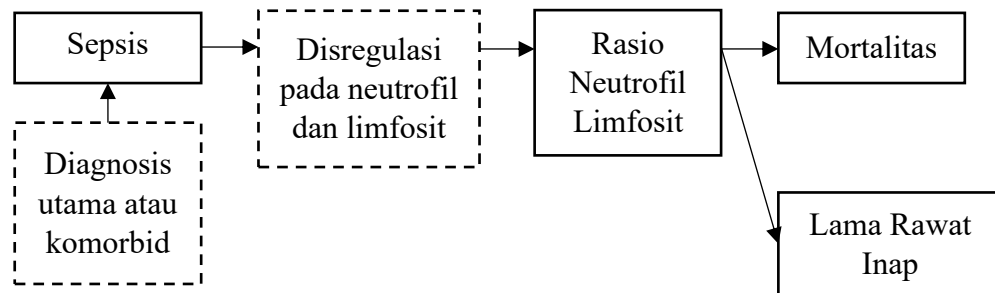 Sepsis
Diagnosis
utama atau
komorbid
Disregulasi
pada neutrofil
dan limfosit
Rasio
Neutrofil
Limfosit
Mortalitas
Lama Rawat
Inap